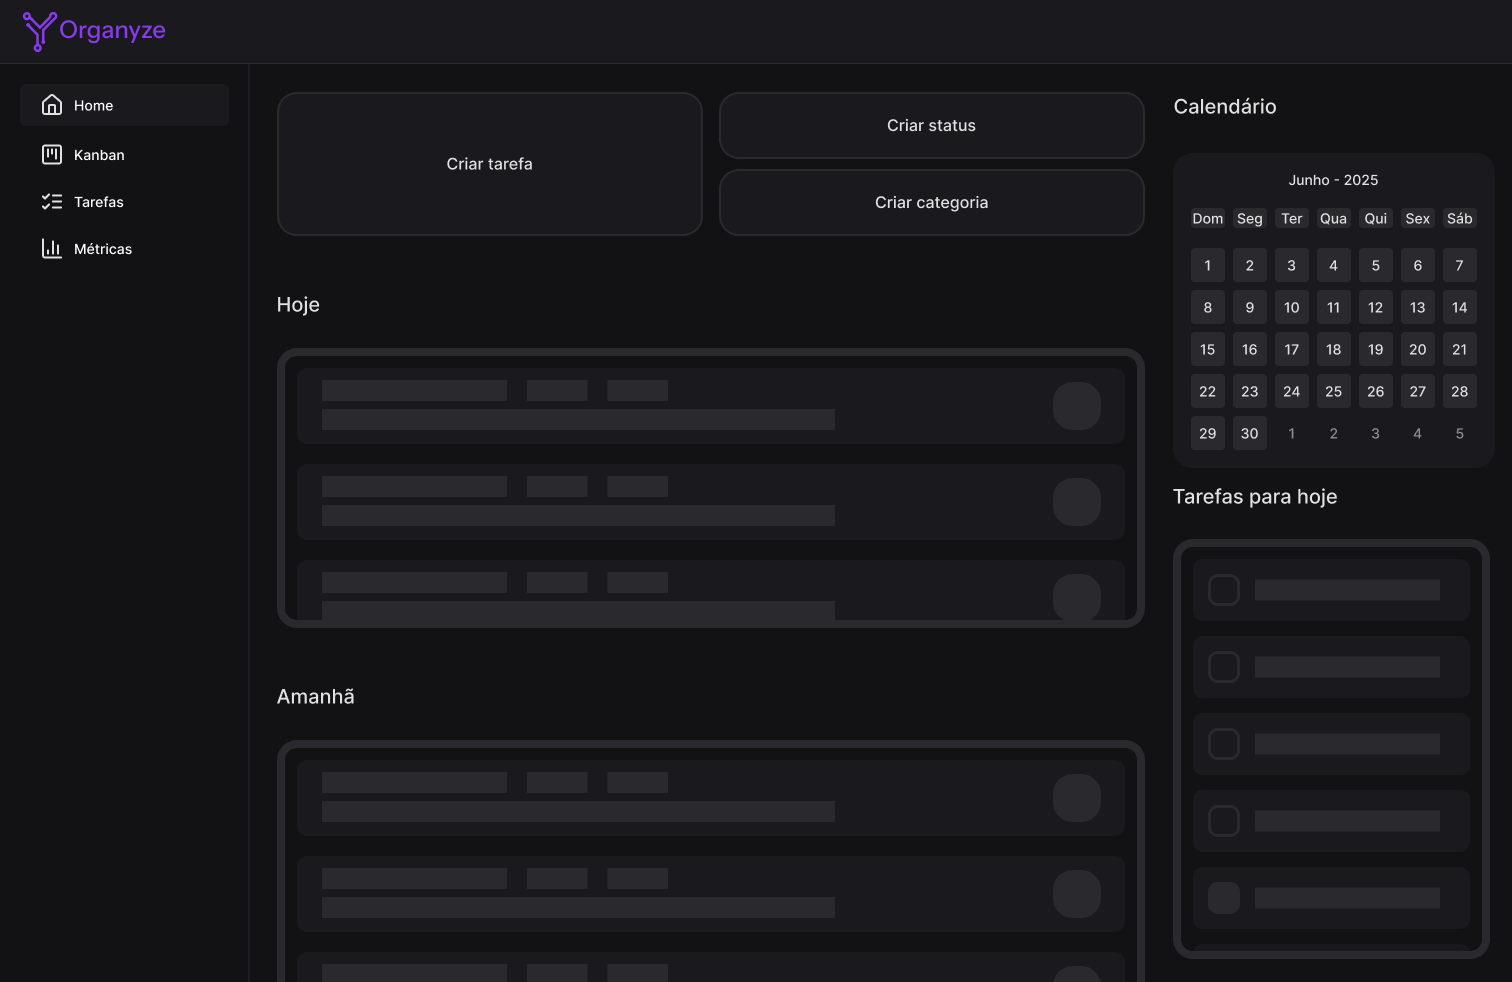 Organyze
Home
Kanban
Tarefas
Métricas
Criar tarefa
Criar status
Criar categoria
Hoje
Amanhã
Calendário
Junho - 2025
Dom Seg Ter Qua Qui Sex Sáb
1 2 3 4 5 6 7
8 9 10 11 12 13 14
15 16 17 18 19 20 21
22 23 24 25 26 27 28
29 30 1 2 3 4 5
Tarefas para hoje